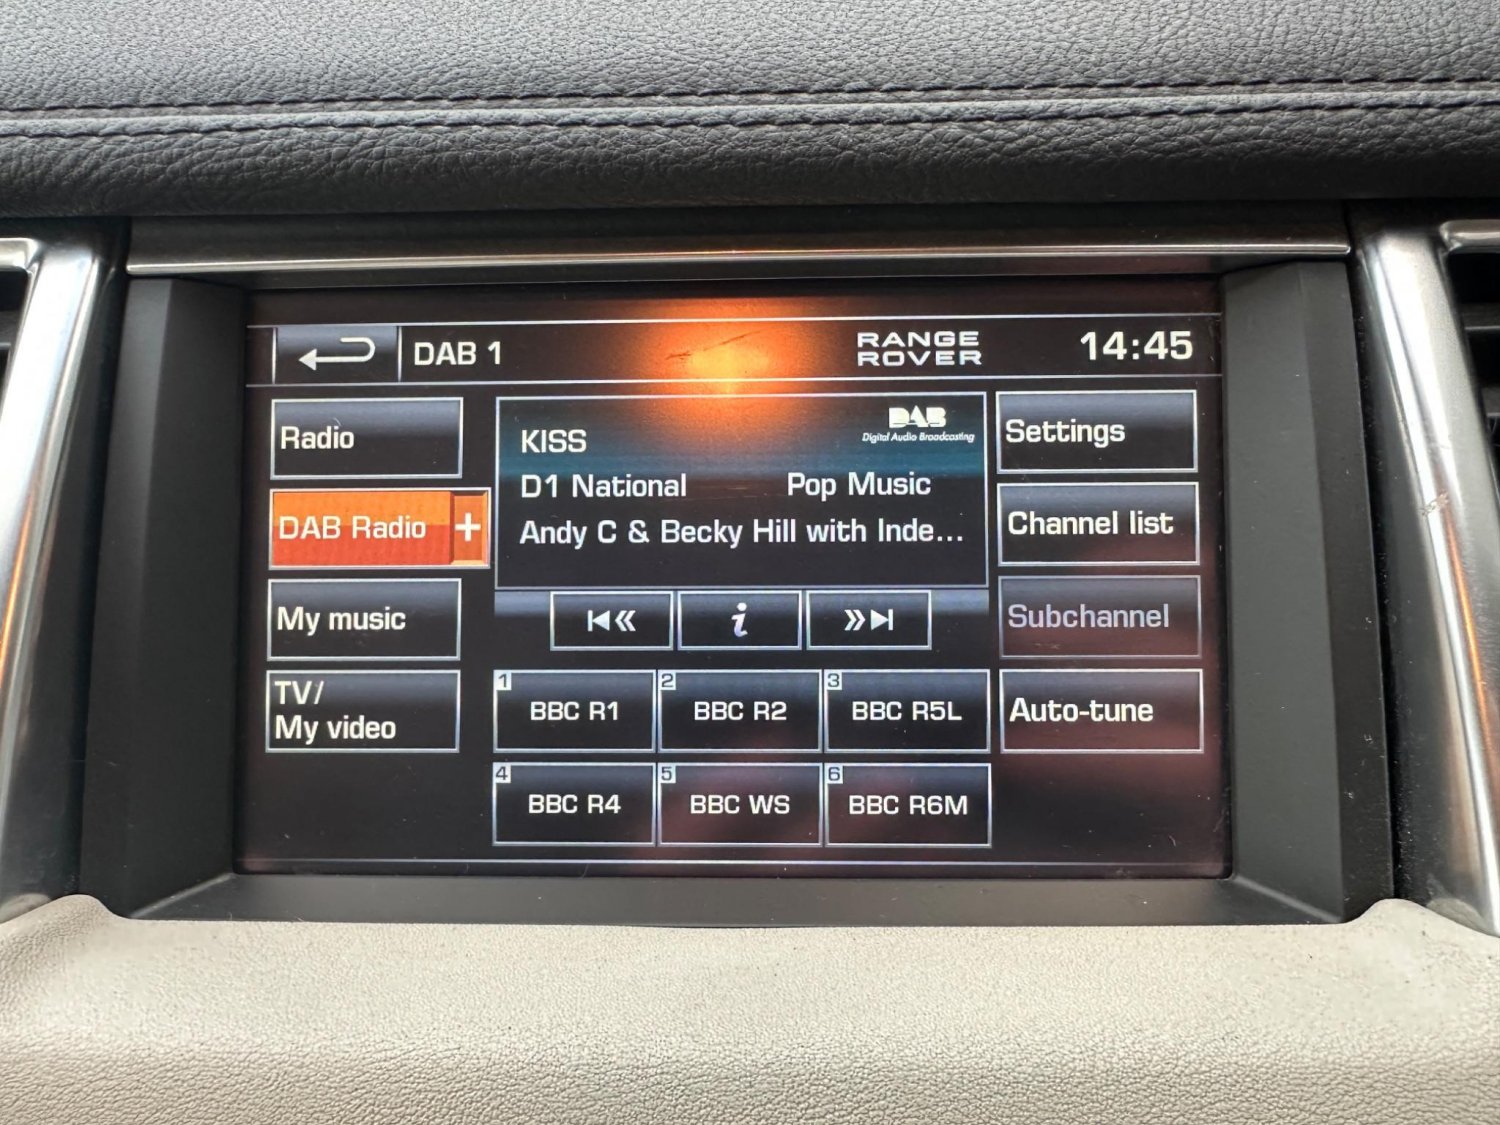 DAB 1
RANGE
ROVER
14:45
Radio
DAB Radio +
My music
TV/
My video
KISS
DAB
Digital Audio Broadcasting
D1 National Pop Music
Andy C & Becky Hill with Inde...
i
1 BBC R1
2 BBC R2
3 BBC R5L
4 BBC R4
5 BBC WS
6 BBC R6M
Settings
Channel list
Subchannel
Auto-tune